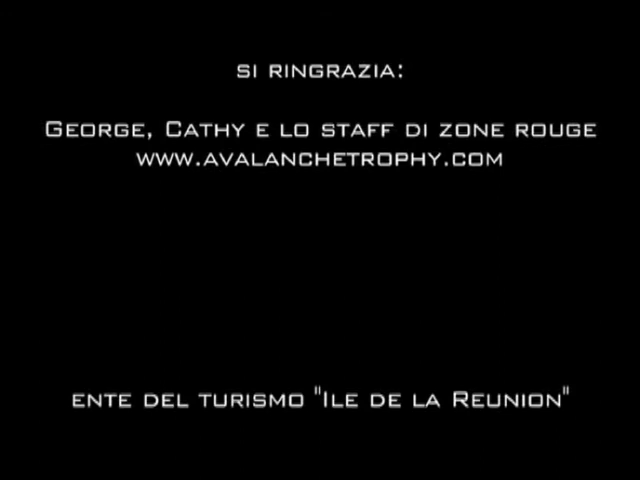 SI RINGRAZIA:
GEORGE, CATHY E LO STAFF DI ZONE ROUGE
WWW.AVALANCHETROPHY.COM
ENTE DEL TURISMO "ILE DE LA REUNION"